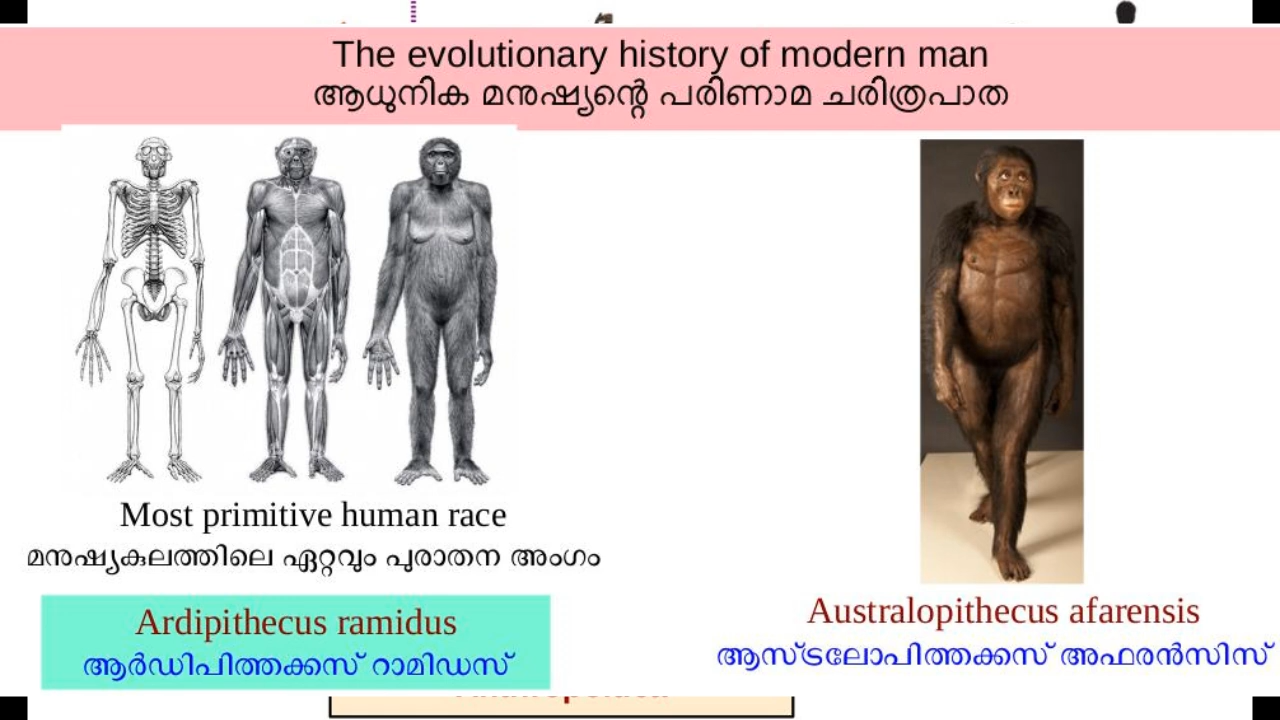 The evolutionary history of modern man
ആധുനിക മനുഷ്യന്റെ പരിണാമ ചരിത്രപാത
Most primitive human race
മനുഷ്യകുലത്തിലെ ഏറ്റവും പുരാതന അംഗം
Ardipithecus ramidus
ആർഡിപിത്തക്കസ് റാമിഡസ്
Australopithecus afarensis
ആസ്ട്രലോപിത്തക്കസ് അഫരൻസിസ്